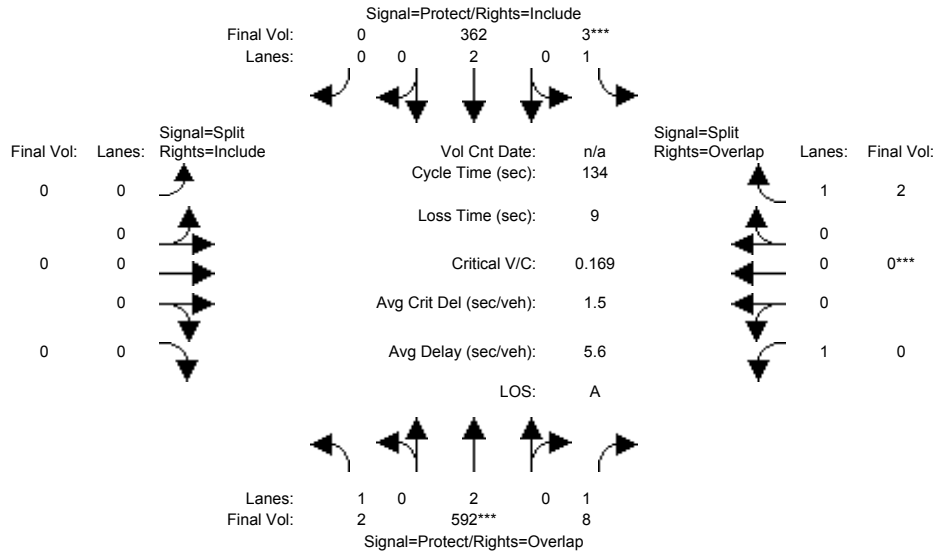 Signal=Protect/Rights=Include
Final Vol: 0 362 3***
Lanes: 0 0 2 0 1
Signal=Split Signal=Split
Final Vol: Lanes: Rights=Include Vol Cnt Date: n/a Rights=Overlap Lanes: Final Vol:
Cycle Time (sec): 134
0 0 1 2
Loss Time (sec): 9
0 0
0 0 Critical V/C: 0.169 0 0***
0 Avg Crit Del (sec/veh): 1.5 0
0 0 Avg Delay (sec/veh): 5.6 1 0
LOS: A
Lanes: 1 0 2 0 1
Final Vol: 2 592*** 8
Signal=Protect/Rights=Overlap